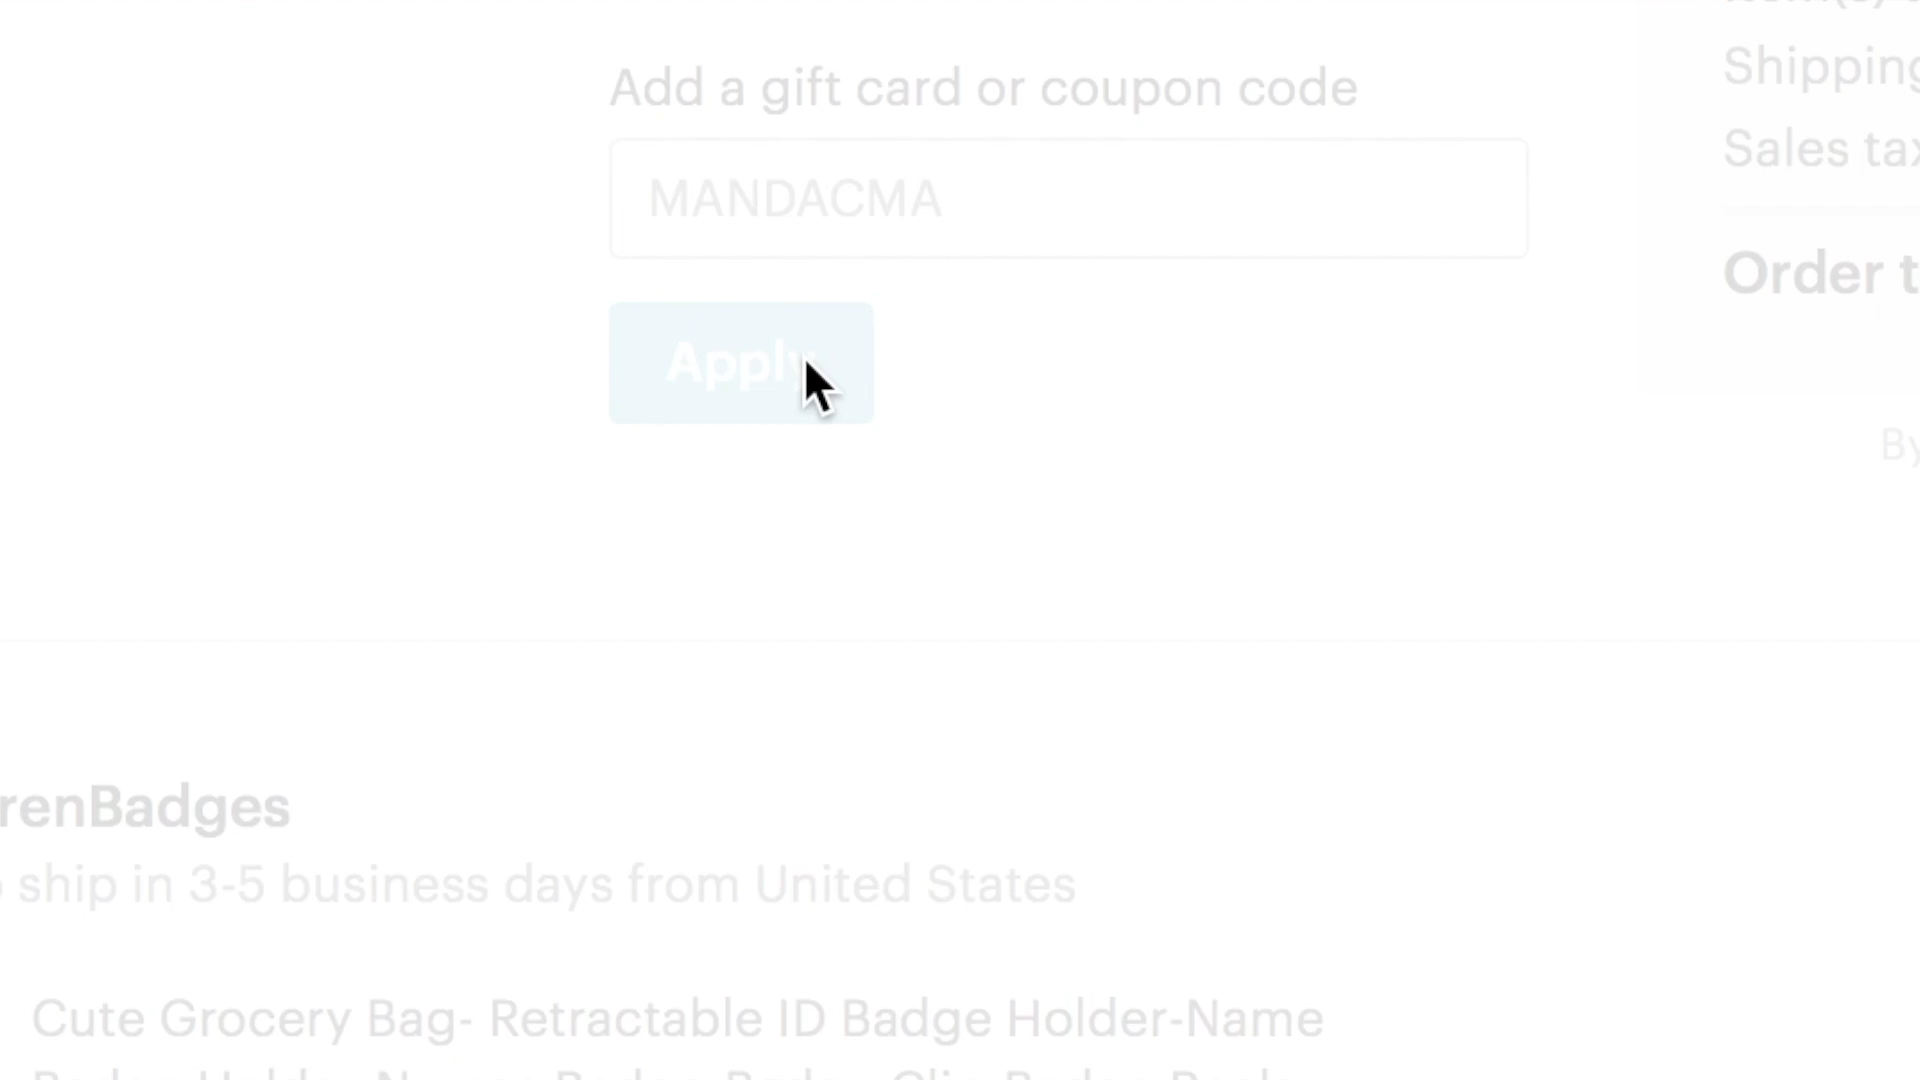 Add a gift card or coupon code
MANDACMA
Apply
Shipping
Sales tax
Order t
By
renBadges
ship in 3-5 business days from United States
Cute Grocery Bag- Retractable ID Badge Holder-Name